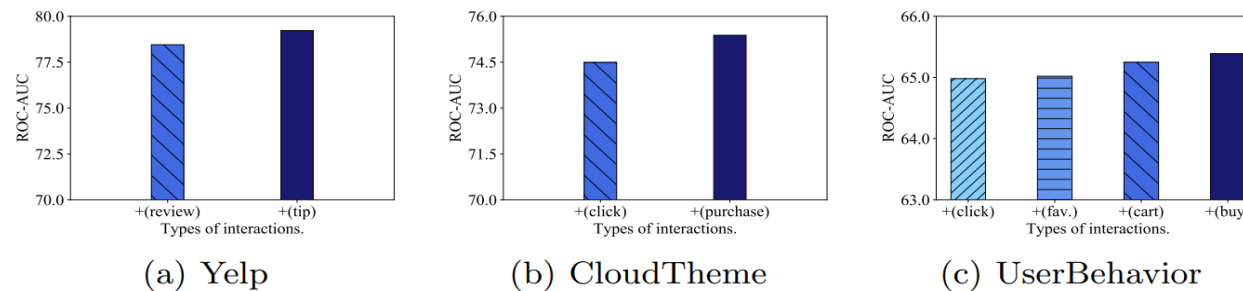 80.0
77.5
75.0
72.5
70.0
ROC-AUC
+(review) +(tip)
Types of interactions.
(a) Yelp
76.0
74.5
73.0
71.5
70.0
ROC-AUC
+(click) +(purchase)
Types of interactions.
(b) CloudTheme
66.0
65.0
64.0
63.0
ROC-AUC
+(click) +(fav.) +(cart) +(buy
Types of interactions.
(c) UserBehavior